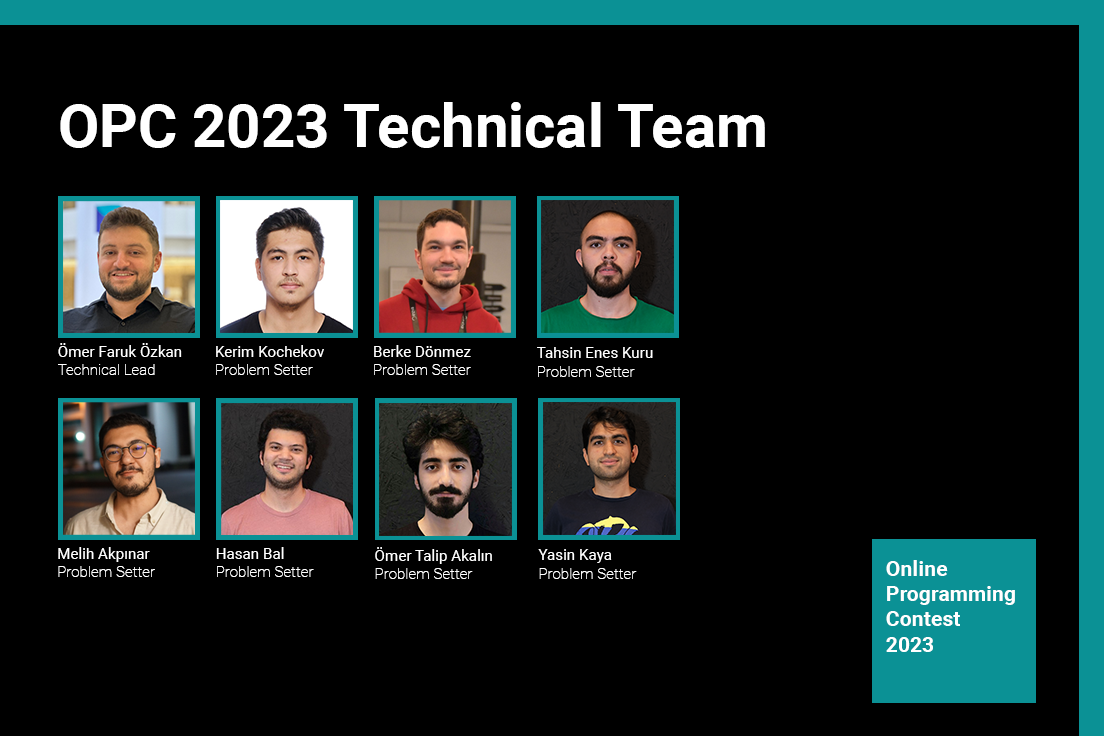 OPC 2023 Technical Team
Ömer Faruk Özkan
Technical Lead
Kerim Kochekov
Problem Setter
Berke Dönmez
Problem Setter
Tahsin Enes Kuru
Problem Setter
Melih Akpınar
Problem Setter
Hasan Bal
Problem Setter
Ömer Talip Akalın
Problem Setter
Yasin Kaya
Problem Setter
Online
Programming
Contest
2023